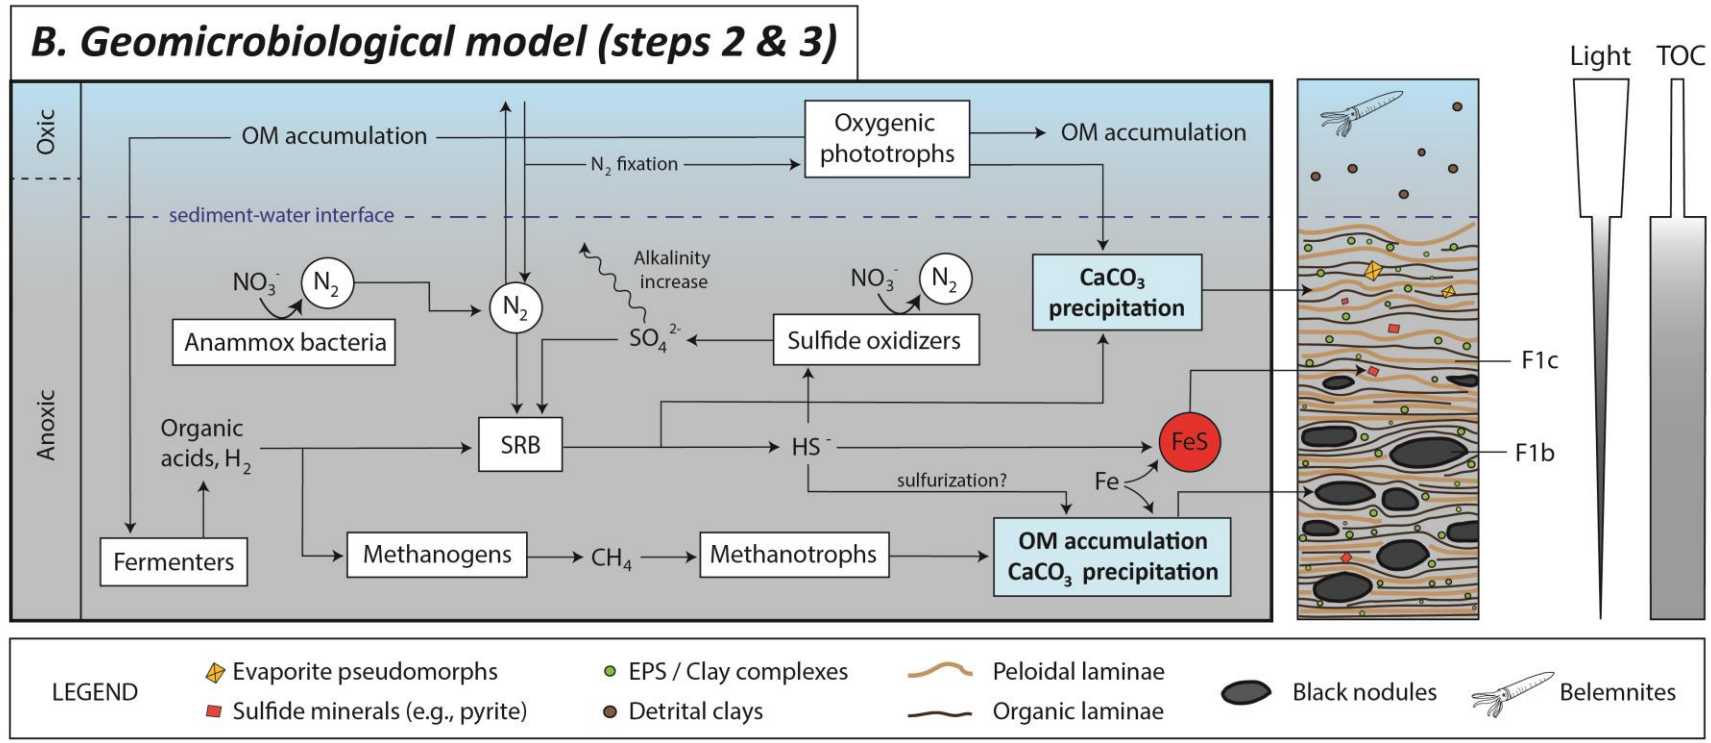 B. Geomicrobiological model (steps 2 & 3)
Light
TOC
Oxic
Anoxic
OM accumulation
Oxygenic
phototrophs
OM accumulation
N₂ fixation
sediment-water interface
NO₃⁻
N₂
Anammox bacteria
N₂
Alkalinity
increase
SO₄²⁻
NO₃⁻
N₂
Sulfide oxidizers
CaCO₃
precipitation
F1c
Organic
acids, H₂
SRB
HS⁻
FeS
F1b
sulfurization?
Fe
Fermenters
Methanogens
CH₄
Methanotrophs
OM accumulation
CaCO₃ precipitation
LEGEND
Evaporite pseudomorphs
Sulfide minerals (e.g., pyrite)
EPS / Clay complexes
Detrital clays
Peloidal laminae
Organic laminae
Black nodules
Belemnites